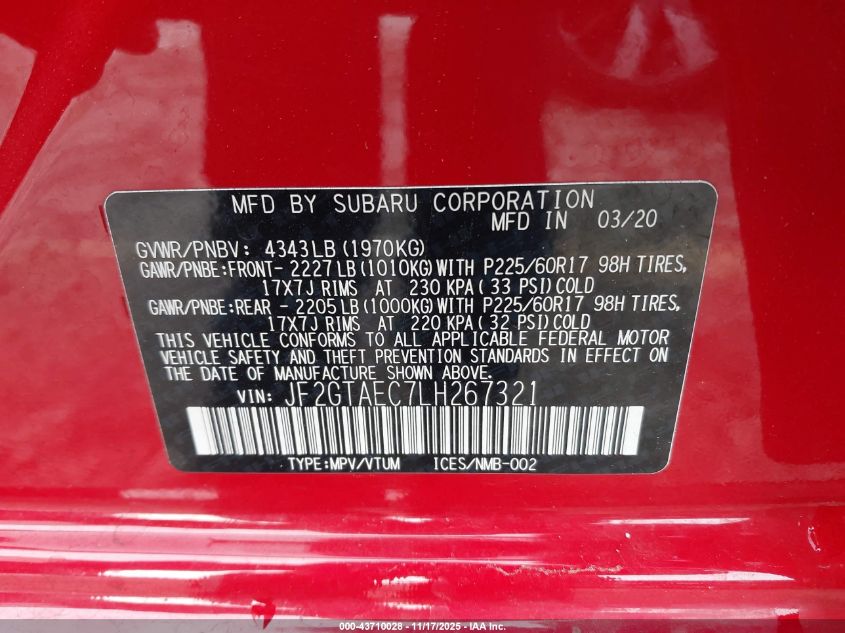 MFD BY SUBARU CORPORATION
MFD IN 03/20
GVWR/PNBV: 4343LB (1970KG)
GAWR/PNBE:FRONT- 2227LB (1010KG) WITH P225/60R17 98H TIRES,
17X7J RIMS AT 230 KPA ( 33 PSI) COLD
GAWR/PNBE:REAR - 2205LB (1000KG) WITH P225/60R17 98H TIRES,
17X7J RIMS AT 220 KPA ( 32 PSI) COLD
THIS VEHICLE CONFORMS TO ALL APPLICABLE FEDERAL MOTOR
VEHICLE SAFETY AND THEFT PREVENTION STANDARDS IN EFFECT ON
THE DATE OF MANUFACTURE SHOWN ABOVE.
VIN: JF2GTAEC7LH267321
TYPE:MPV/VTUM ICES/NMB-002
000-43710028 - 11/17/2025 - IAA Inc.